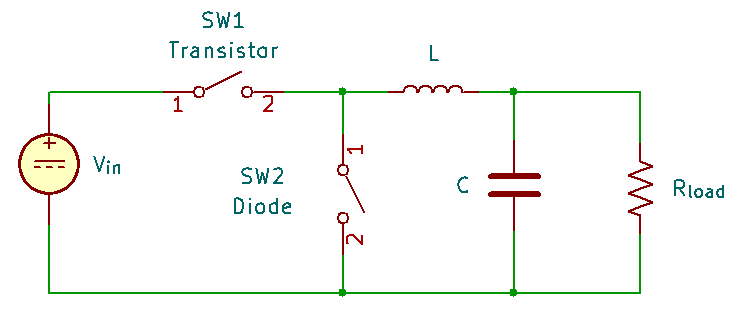 SW1
Transistor
L
1
2
1
Vin
SW2
Diode
C
Rload
2